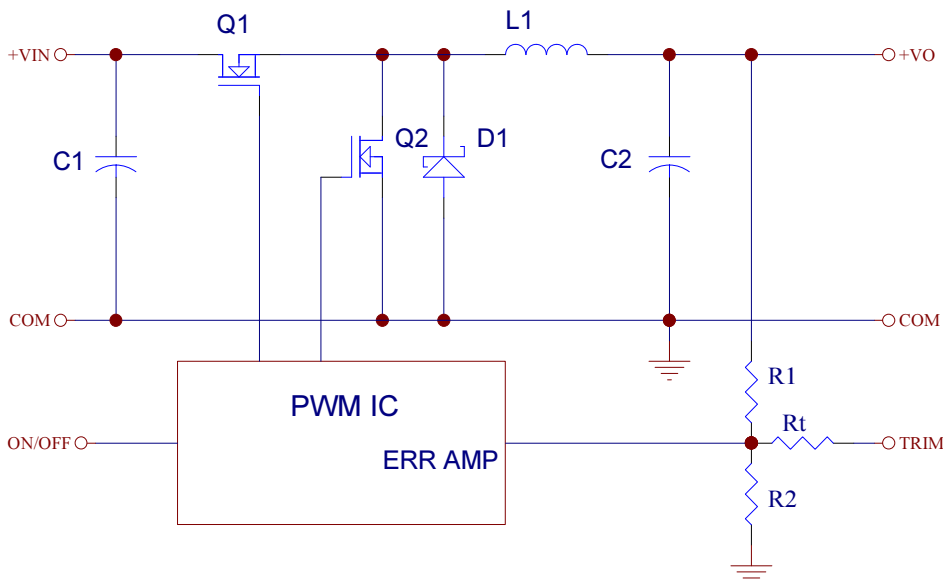 Q1
L1
+VIN
+VO
C1
Q2
D1
C2
COM
COM
R1
PWM IC
Rt
ON/OFF
ERR AMP
TRIM
R2